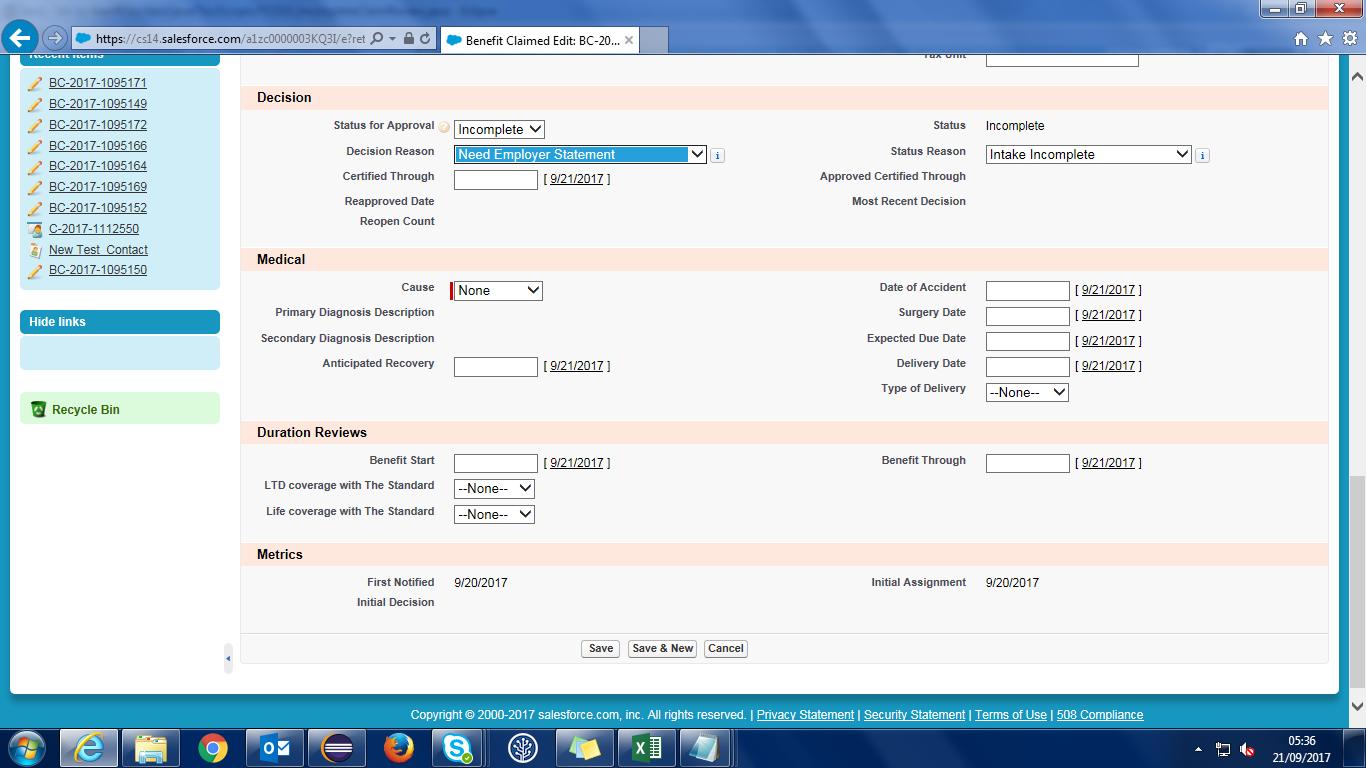 https://cs14.salesforce.com/a1zc0000003KQ3I/e?ret
Benefit Claimed Edit: BC-20...
Recent Items
BC-2017-1095171
BC-2017-1095149
BC-2017-1095172
BC-2017-1095166
BC-2017-1095164
BC-2017-1095169
BC-2017-1095152
C-2017-1112550
New Test Contact
BC-2017-1095150
Hide links
Recycle Bin
Tax Unit
Decision
Status for Approval Incomplete Status Incomplete
Decision Reason Need Employer Statement Status Reason Intake Incomplete
Certified Through [ 9/21/2017 ] Approved Certified Through
Reapproved Date Most Recent Decision
Reopen Count
Medical
Cause None Date of Accident [ 9/21/2017 ]
Primary Diagnosis Description Surgery Date [ 9/21/2017 ]
Secondary Diagnosis Description Expected Due Date [ 9/21/2017 ]
Anticipated Recovery [ 9/21/2017 ] Delivery Date [ 9/21/2017 ]
Type of Delivery --None--
Duration Reviews
Benefit Start [ 9/21/2017 ] Benefit Through [ 9/21/2017 ]
LTD coverage with The Standard --None--
Life coverage with The Standard --None--
Metrics
First Notified 9/20/2017 Initial Assignment 9/20/2017
Initial Decision
Save Save & New Cancel
Copyright © 2000-2017 salesforce.com, inc. All rights reserved. | Privacy Statement | Security Statement | Terms of Use | 508 Compliance
05:36
21/09/2017